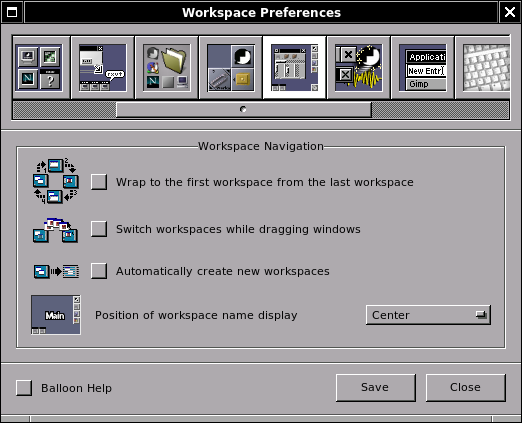 Workspace Preferences
Applicati
New Entr
Gimp
Workspace Navigation
Wrap to the first workspace from the last workspace
Switch workspaces while dragging windows
Automatically create new workspaces
Main
Position of workspace name display
Center
Balloon Help
Save
Close